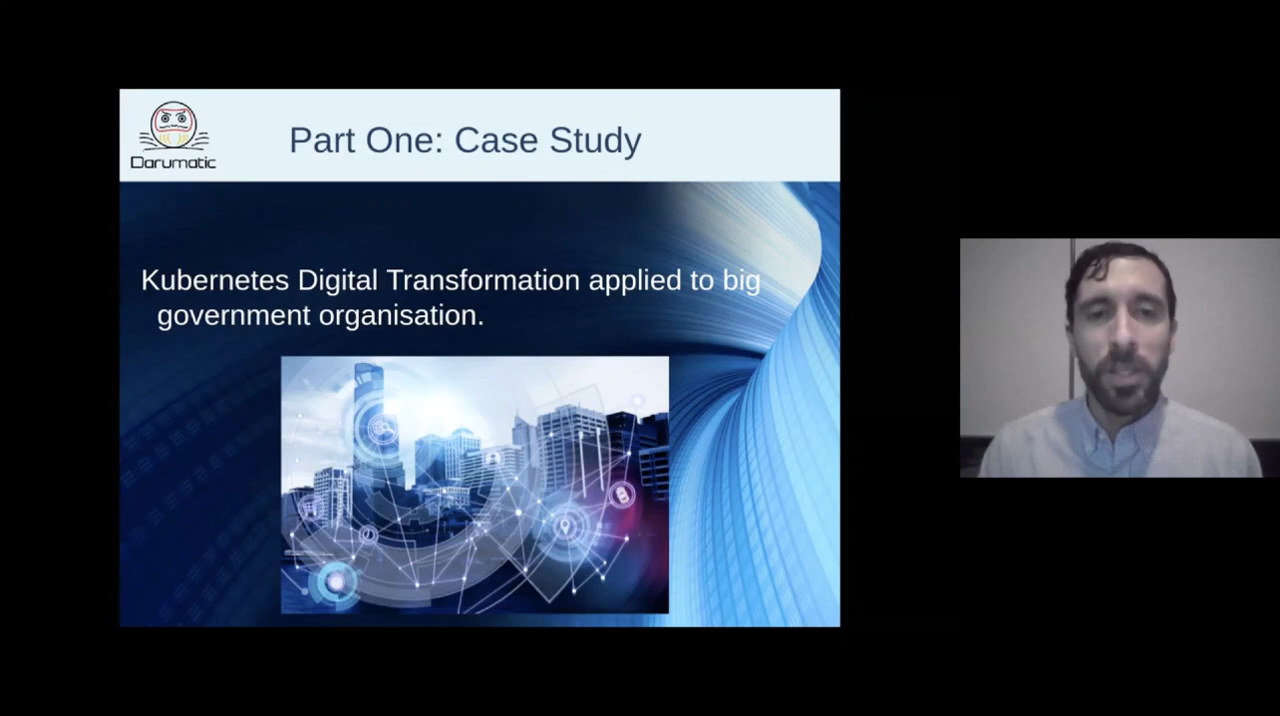 Darumatic
Part One: Case Study
Kubernetes Digital Transformation applied to big
government organisation.